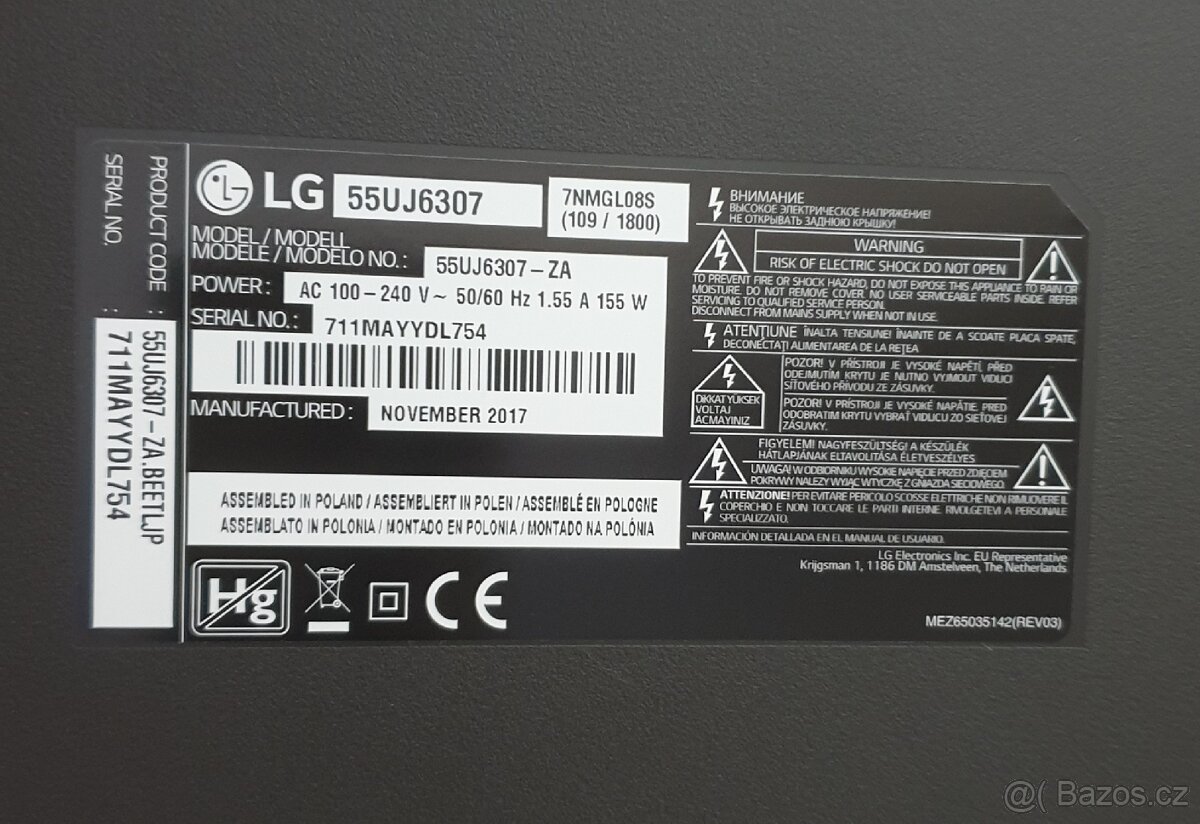 PRODUCT CODE : 55UJ6307-ZA.BEETLJP
SERIAL NO. : 711MAYYDL754
LG 55UJ6307
7NMGL08S
(109 / 1800)
MODEL / MODELL
MODELE / MODELO NO. : 55UJ6307-ZA
POWER : AC 100-240 V~ 50/60 Hz 1.55 A 155 W
SERIAL NO. : 711MAYYDL754
MANUFACTURED : NOVEMBER 2017
ASSEMBLED IN POLAND / ASSEMBLIERT IN POLEN / ASSEMBLÉ EN POLOGNE
ASSEMBLATO IN POLONIA / MONTADO EN POLONIA / MONTADO NA POLÓNIA
Hg
CE
ВНИМАНИЕ
ВЫСОКОЕ ЭЛЕКТРИЧЕСКОЕ НАПРЯЖЕНИЕ!
НЕ ОТКРЫВАТЬ ЗАДНЮЮ КРЫШКУ!
WARNING
RISK OF ELECTRIC SHOCK DO NOT OPEN
TO PREVENT FIRE OR SHOCK HAZARD, DO NOT EXPOSE THIS APPLIANCE TO RAIN OR
MOISTURE. DO NOT REMOVE COVER. NO USER SERVICEABLE PARTS INSIDE. REFER
SERVICING TO QUALIFIED SERVICE PERSON.
DISCONNECT FROM MAINS SUPPLY WHEN NOT IN USE.
ATENŢIUNE ÎNALTA TENSIUNE! ÎNAINTE DE A SCOATE PLACA SPATE,
DECONECTAŢI ALIMENTAREA DE LA REŢEA
DİKKAT YÜKSEK
VOLTAJ
AÇMAYINIZ
POZOR! V PŘÍSTROJI JE VYSOKÉ NAPĚTÍ, PŘED
ODEJMUTÍM KRYTU JE NUTNO VYJMOUT VIDLICI
SÍŤOVÉHO PŘÍVODU ZE ZÁSUVKY.
POZOR! V PRÍSTROJI JE VYSOKÉ NAPÄTIE. PRED
ODOBRATIM KRYTU VYBRAŤ VIDLICU ZO SIEŤOVEJ
ZÁSUVKY.
FIGYELEM! NAGYFESZÜLTSÉG! A KÉSZÜLÉK
HÁTLAPJÁNAK ELTÁVOLÍTÁSA ÉLETVESZÉLYES
UWAGA! W ODBIORNIKU WYSOKIE NAPIĘCIE PRZED ZDJĘCIEM
POKRYWY NALEŻY WYJĄĆ WTYCZKĘ Z GNIAZDA SIECIOWEGO.
ATTENZIONE! PER EVITARE PERICOLO SCOSSE ELETTRICHE NON RIMUOVERE IL
COPERCHIO E NON TOCCARE LE PARTI INTERNE. RIVOLGETEVI A PERSONALE
SPECIALIZZATO.
INFORMACIÓN DETALLADA EN EL MANUAL DE USUARIO.
LG Electronics Inc. EU Representative
Krijgsman 1, 1186 DM Amstelveen, The Netherlands
MEZ65035142(REV03)
@( Bazos.cz